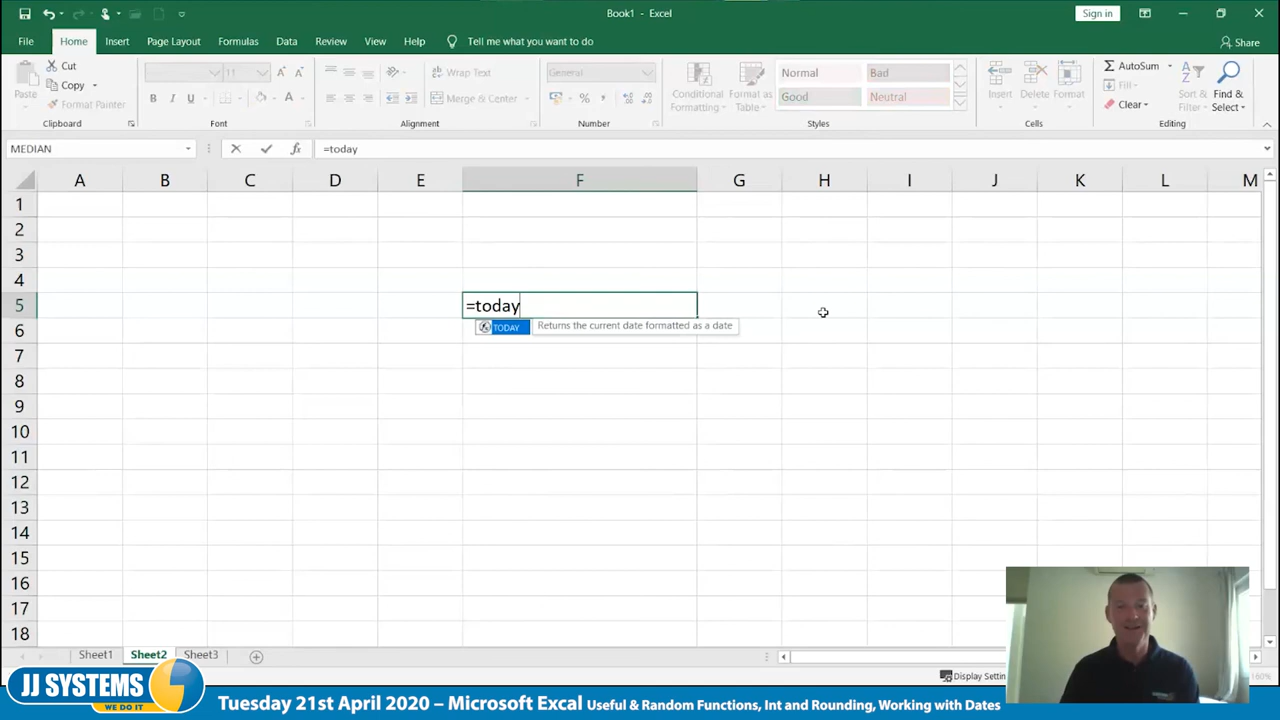 Book1 - Excel
Sign in
File Home Insert Page Layout Formulas Data Review View Help Tell me what you want to do
Share
Paste
Cut
Copy
Format Painter
Clipboard
11
Font
Wrap Text
Merge & Center
Alignment
General
Number
Conditional
Formatting
Format as
Table
Normal
Bad
Good
Neutral
Styles
Insert
Delete
Format
Cells
AutoSum
Fill
Clear
Sort &
Filter
Find &
Select
Editing
MEDIAN
fx
=today
A B C D E F G H I J K L M
1
2
3
4
5 =today
TODAY Returns the current date formatted as a date
6
7
8
9
10
11
12
13
14
15
16
17
18
Sheet1 Sheet2 Sheet3
Display Settin
160%
JJ SYSTEMS
WE DO IT
Tuesday 21st April 2020 – Microsoft Excal Useful & Random Functions, Int and Rounding, Working with Dates